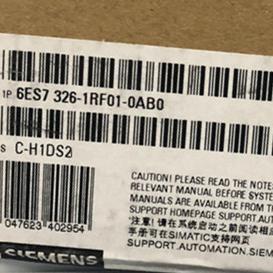 1P 6ES7 326-1RF01-0AB0
S C-H1DS2
CAUTION! PLEASE READ THE NOTE
RELEVANT MANUAL BEFORE SYSTEM
MANUALS ARE AVAILABLE FROM T
SUPPORT HOMEPAGE SUPPORT.AUT
注意!请在系统启动之前阅读相
手册可在SIMATIC支持网页
SUPPORT.AUTOMATION.SIEM
047623 402954
SIEMENS